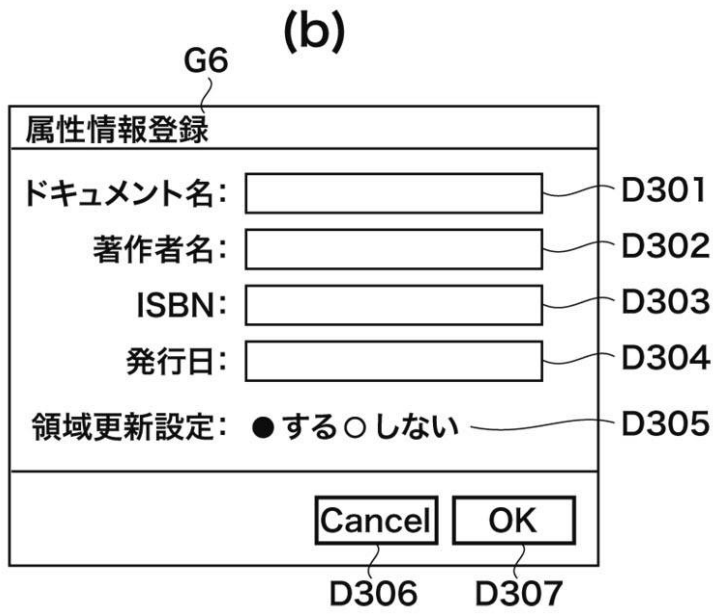 (b)
G6
属性情報登録
ドキュメント名: D301
著作者名: D302
ISBN: D303
発行日: D304
領域更新設定: ●する○しない D305
Cancel OK
D306 D307